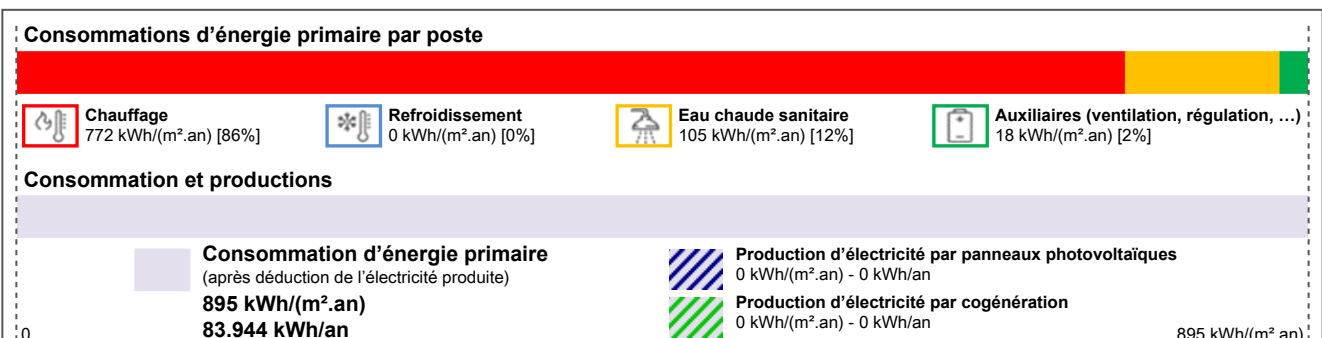 Consommations d’énergie primaire par poste
Chauffage
772 kWh/(m².an) [86%]
Refroidissement
0 kWh/(m².an) [0%]
Eau chaude sanitaire
105 kWh/(m².an) [12%]
Auxiliaires (ventilation, régulation, …)
18 kWh/(m².an) [2%]
Consommation et productions
Consommation d’énergie primaire
(après déduction de l’électricité produite)
895 kWh/(m².an)
83.944 kWh/an
Production d’électricité par panneaux photovoltaïques
0 kWh/(m².an) - 0 kWh/an
Production d’électricité par cogénération
0 kWh/(m².an) - 0 kWh/an
0
895 kWh/(m².an)